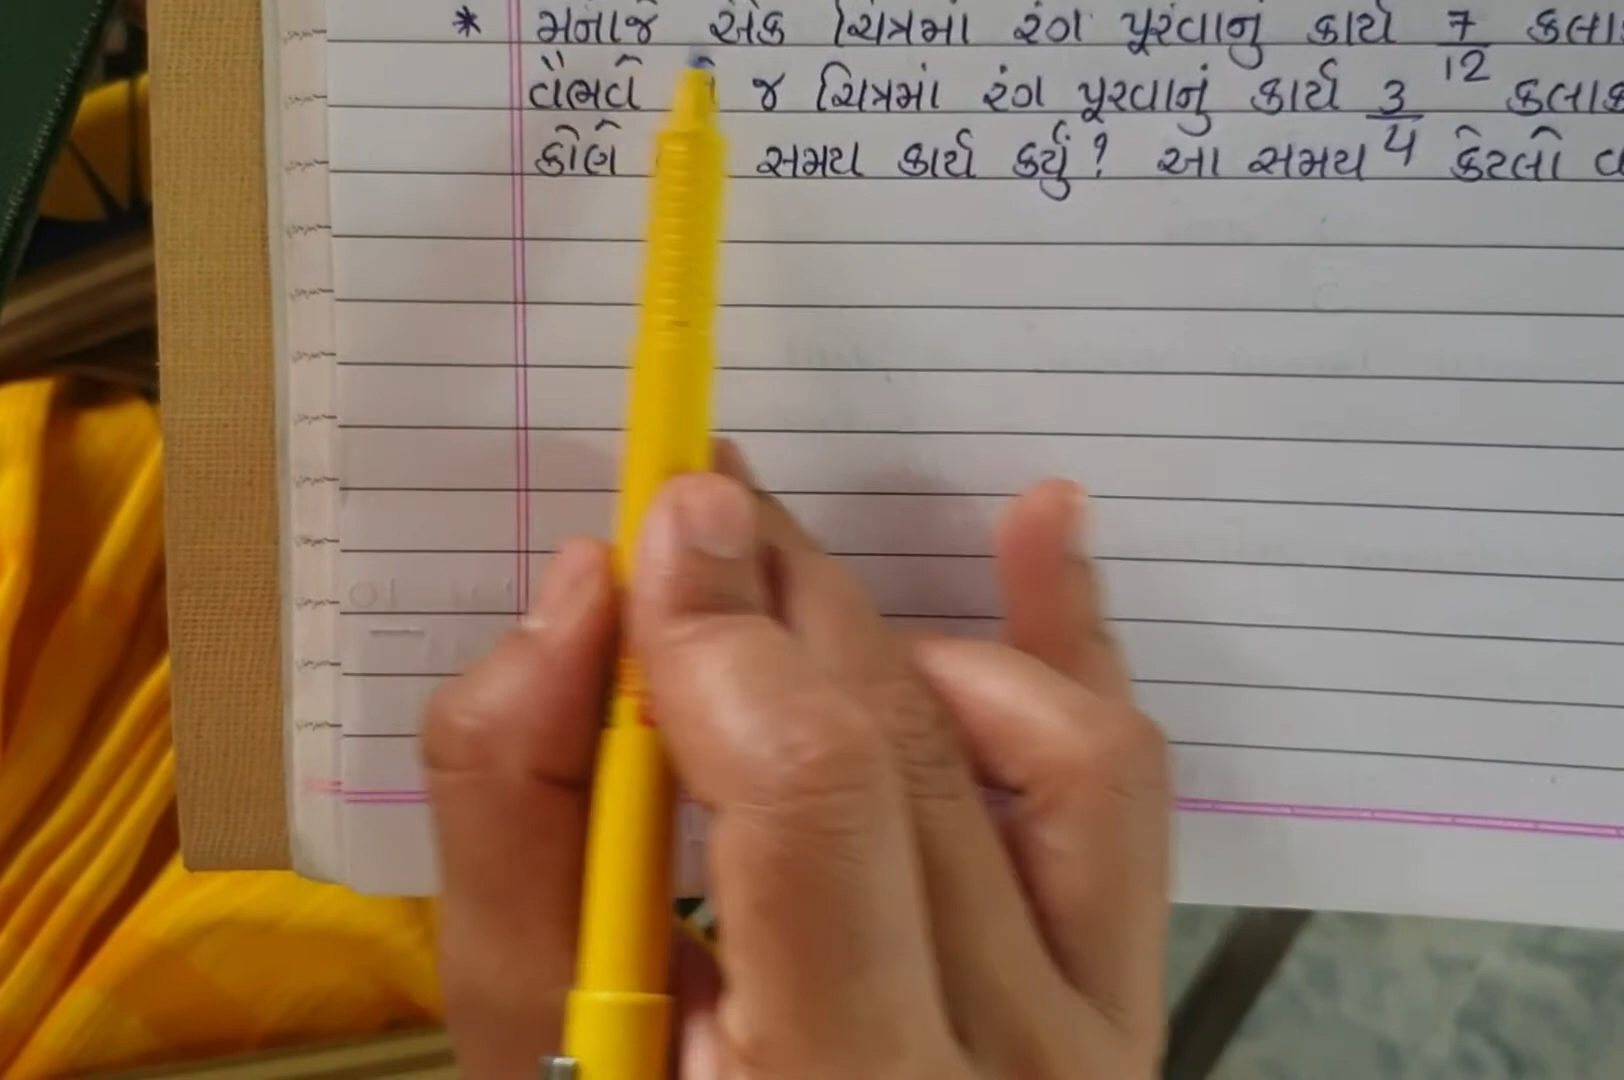 * મનોજે એક ચિત્રમાં રંગ પૂરવાનું કાર્ય 7/12 કલા
વૈભવે જ ચિત્રમાં રંગ પૂરવાનું કાર્ય 3/4 કલાક
કોણે સમય કાર્ય કર્યું? આ સમય કેટલો